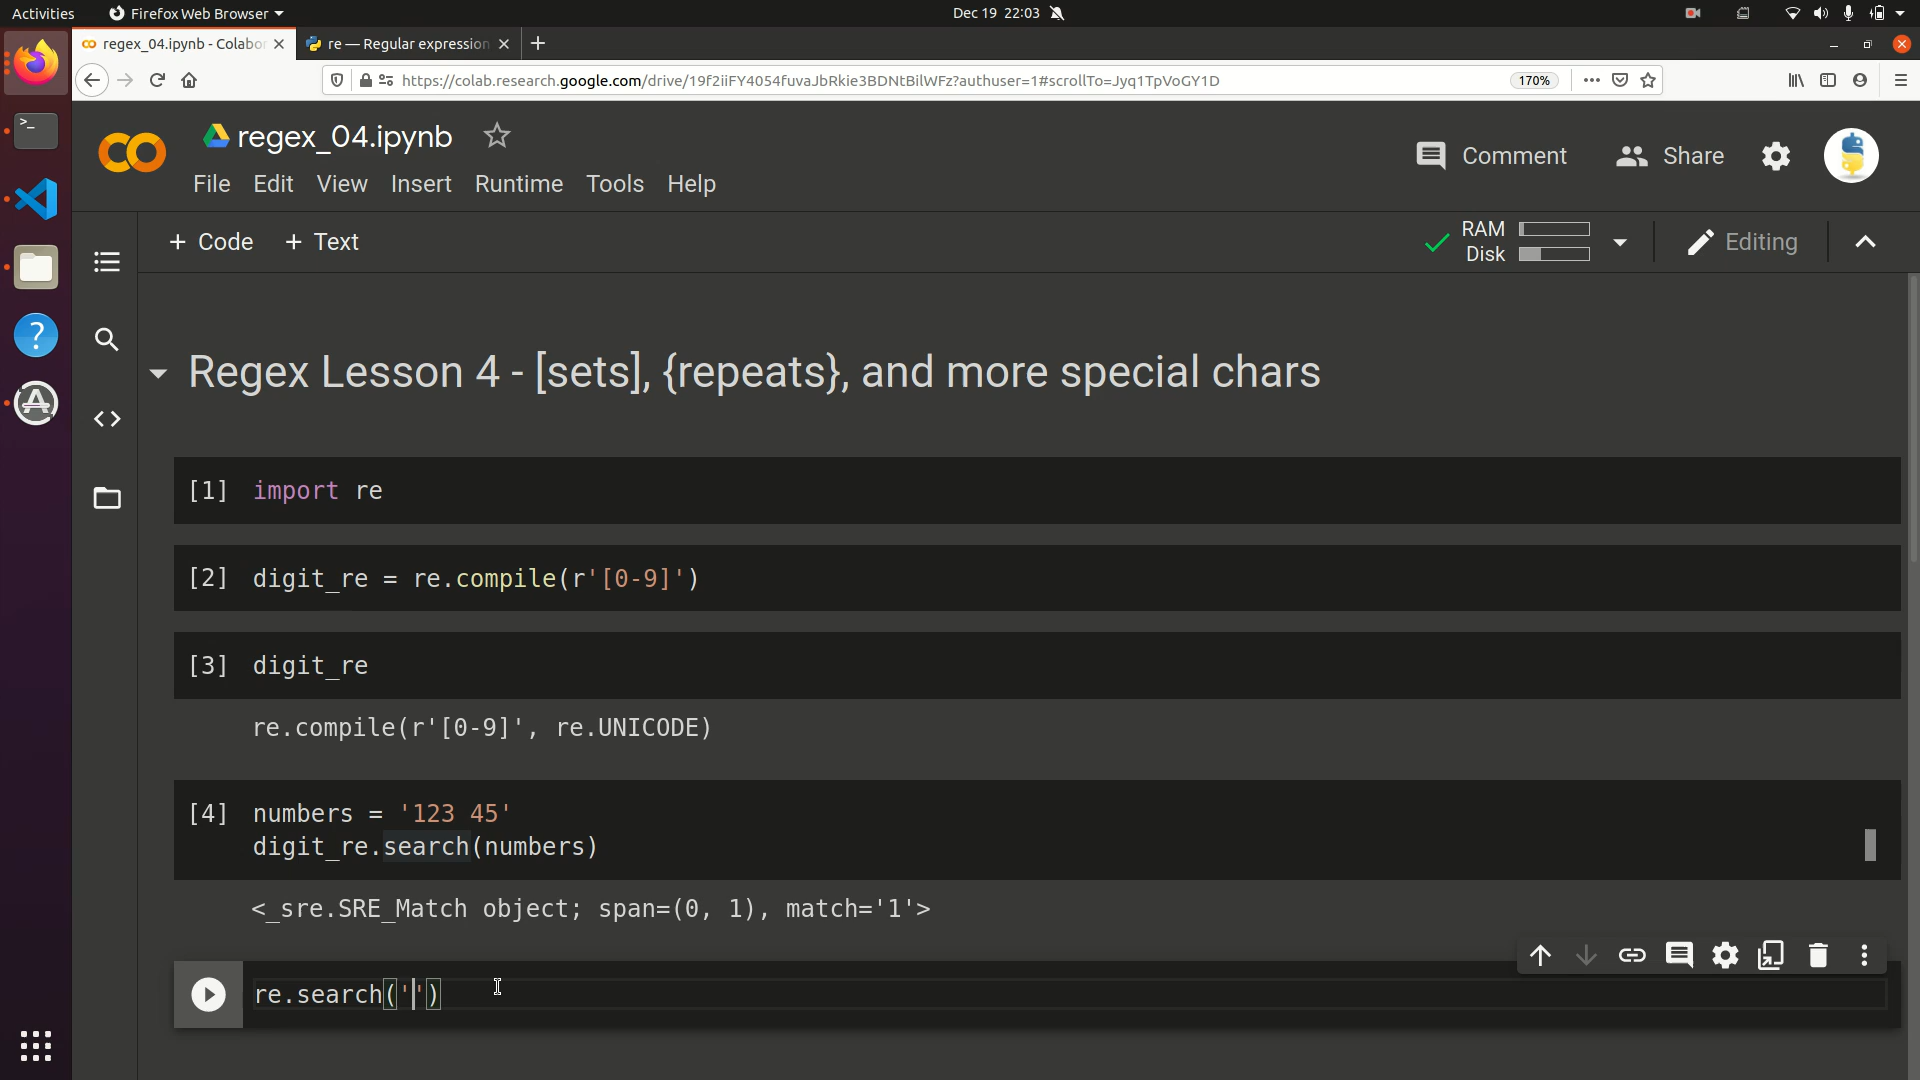 Activities
Firefox Web Browser
Dec 19 22:03
regex_04.ipynb - Colabor
re — Regular expression
https://colab.research.google.com/drive/19f2iiFY4054fuvaJbRkie3BDNtBilWFz?authuser=1#scrollTo=Jyq1TpVoGY1D
170%
regex_04.ipynb
Comment
Share
File Edit View Insert Runtime Tools Help
+ Code + Text
RAM
Disk
Editing
Regex Lesson 4 - [sets], {repeats}, and more special chars
[1] import re
[2] digit_re = re.compile(r'[0-9]')
[3] digit_re
re.compile(r'[0-9]', re.UNICODE)
[4] numbers = '123 45'
digit_re.search(numbers)
<_sre.SRE_Match object; span=(0, 1), match='1'>
re.search('')